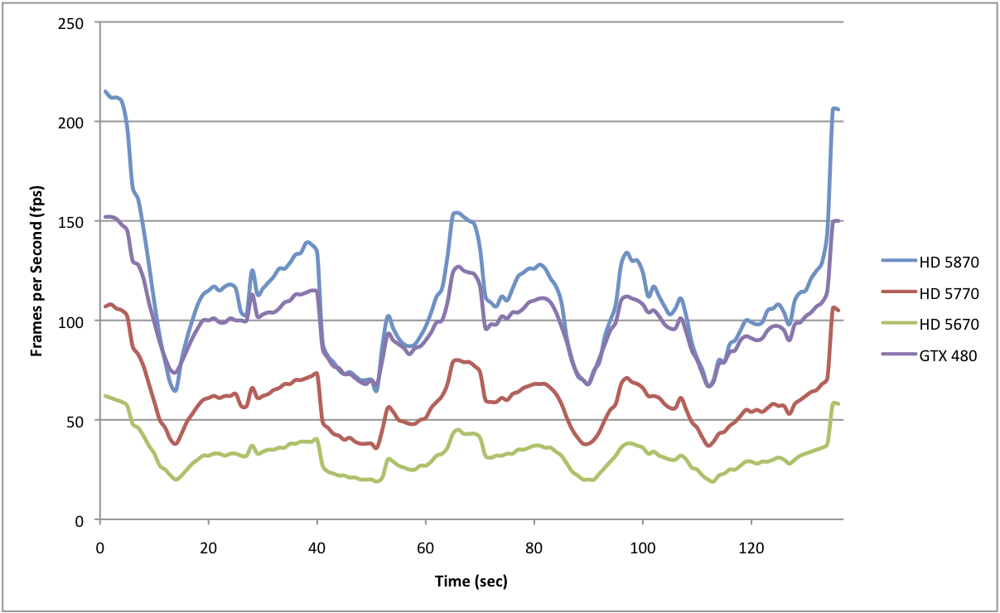 250
200
150
100
50
0
Frames per Second (fps)
0 20 40 60 80 100 120
Time (sec)
HD 5870
HD 5770
HD 5670
GTX 480